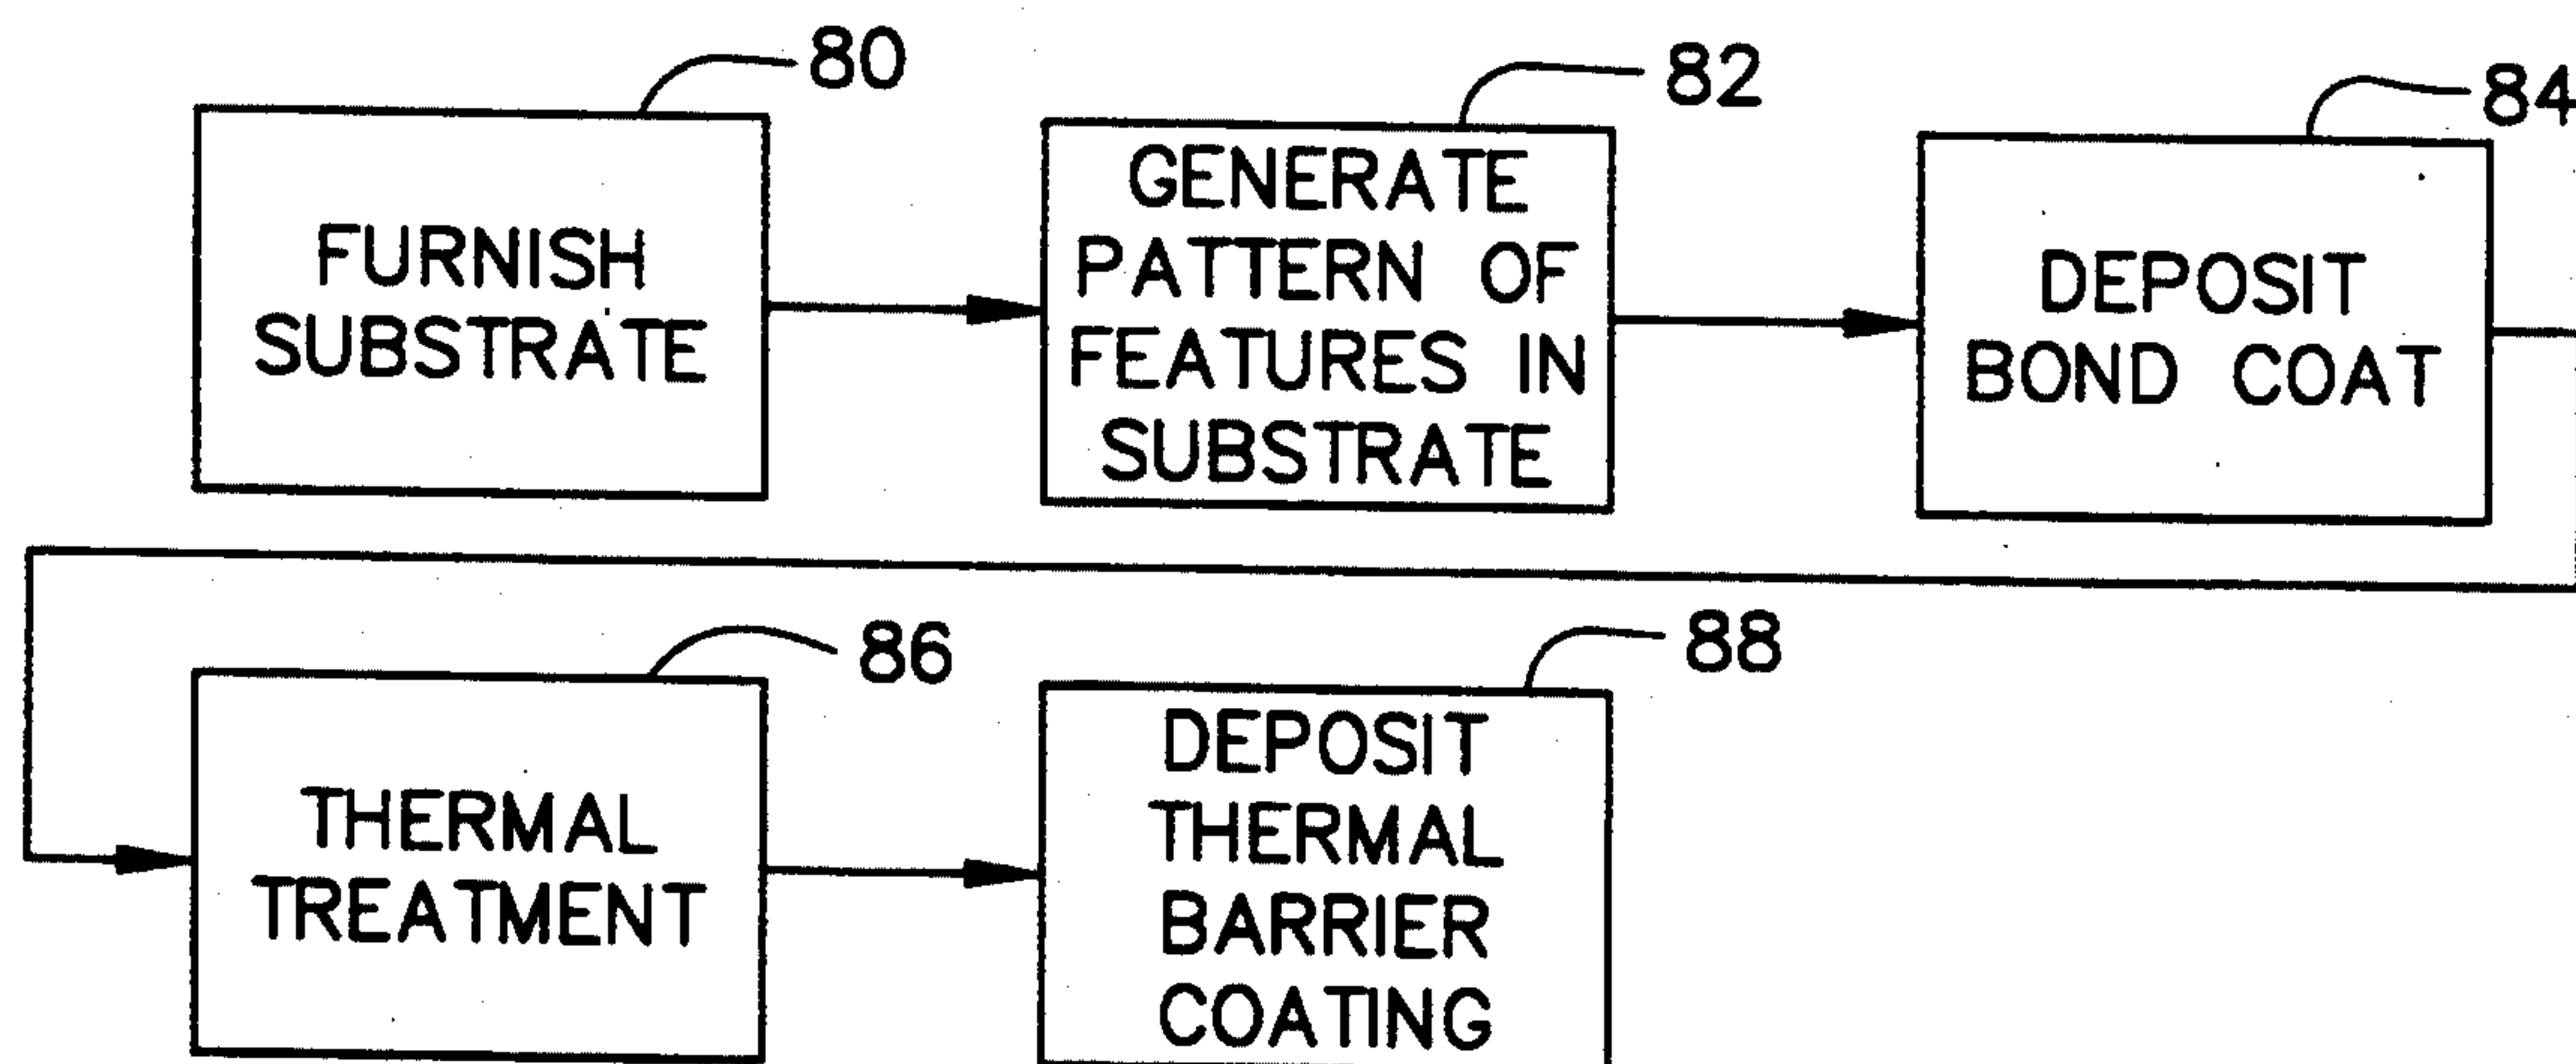 80
FURNISH
SUBSTRATE
82
GENERATE
PATTERN OF
FEATURES IN
SUBSTRATE
84
DEPOSIT
BOND COAT
86
THERMAL
TREATMENT
88
DEPOSIT
THERMAL
BARRIER
COATING